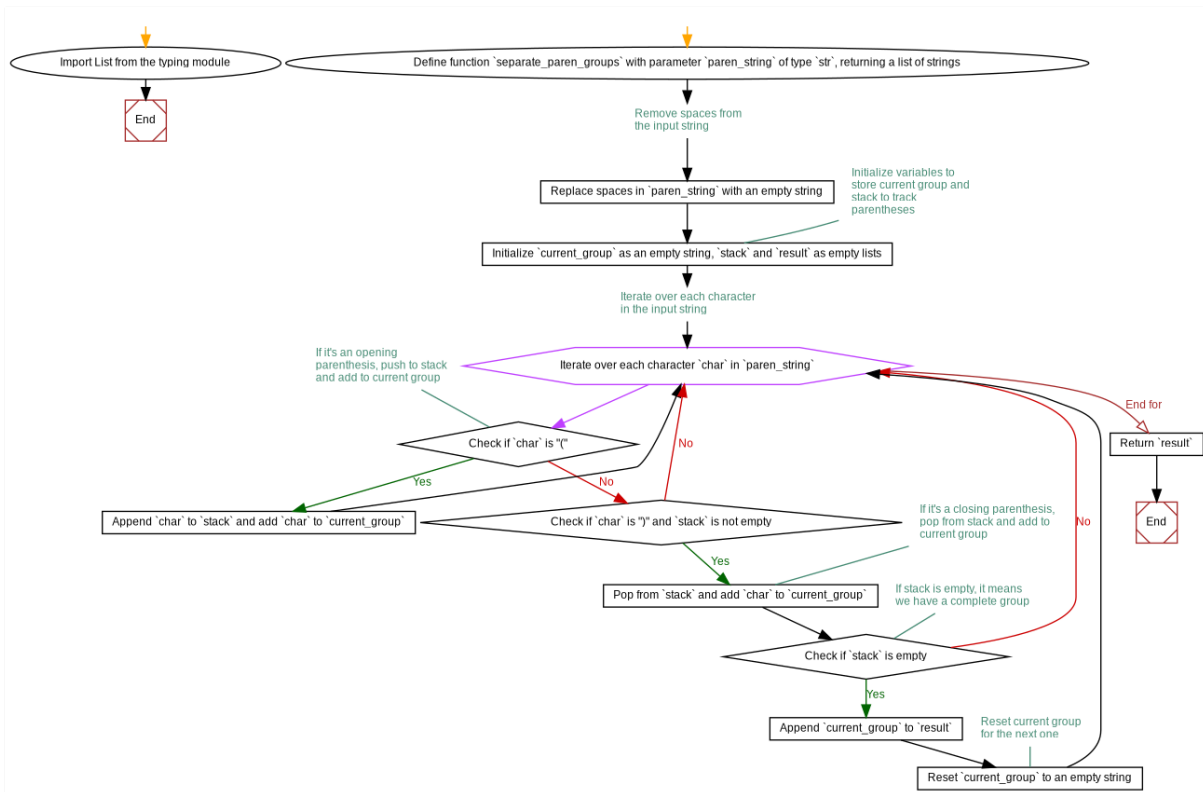 Import List from the typing module
Define function `separate_paren_groups` with parameter `paren_string` of type `str`, returning a list of strings
End
Remove spaces from
the input string
Replace spaces in `paren_string` with an empty string
Initialize variables to
store current group and
stack to track
parentheses
Initialize `current_group` as an empty string, `stack` and `result` as empty lists
Iterate over each character
in the input string
Iterate over each character `char` in `paren_string`
If it's an opening
parenthesis, push to stack
and add to current group
End for
Check if `char` is "("
No
Return `result`
Yes
No
Append `char` to `stack` and add `char` to `current_group`
Check if `char` is ")" and `stack` is not empty
If it's a closing parenthesis,
pop from stack and add to
current group
No
End
Yes
Pop from `stack` and add `char` to `current_group`
If stack is empty, it means
we have a complete group
Check if `stack` is empty
Yes
Append `current_group` to `result`
Reset current group
for the next one
Reset `current_group` to an empty string